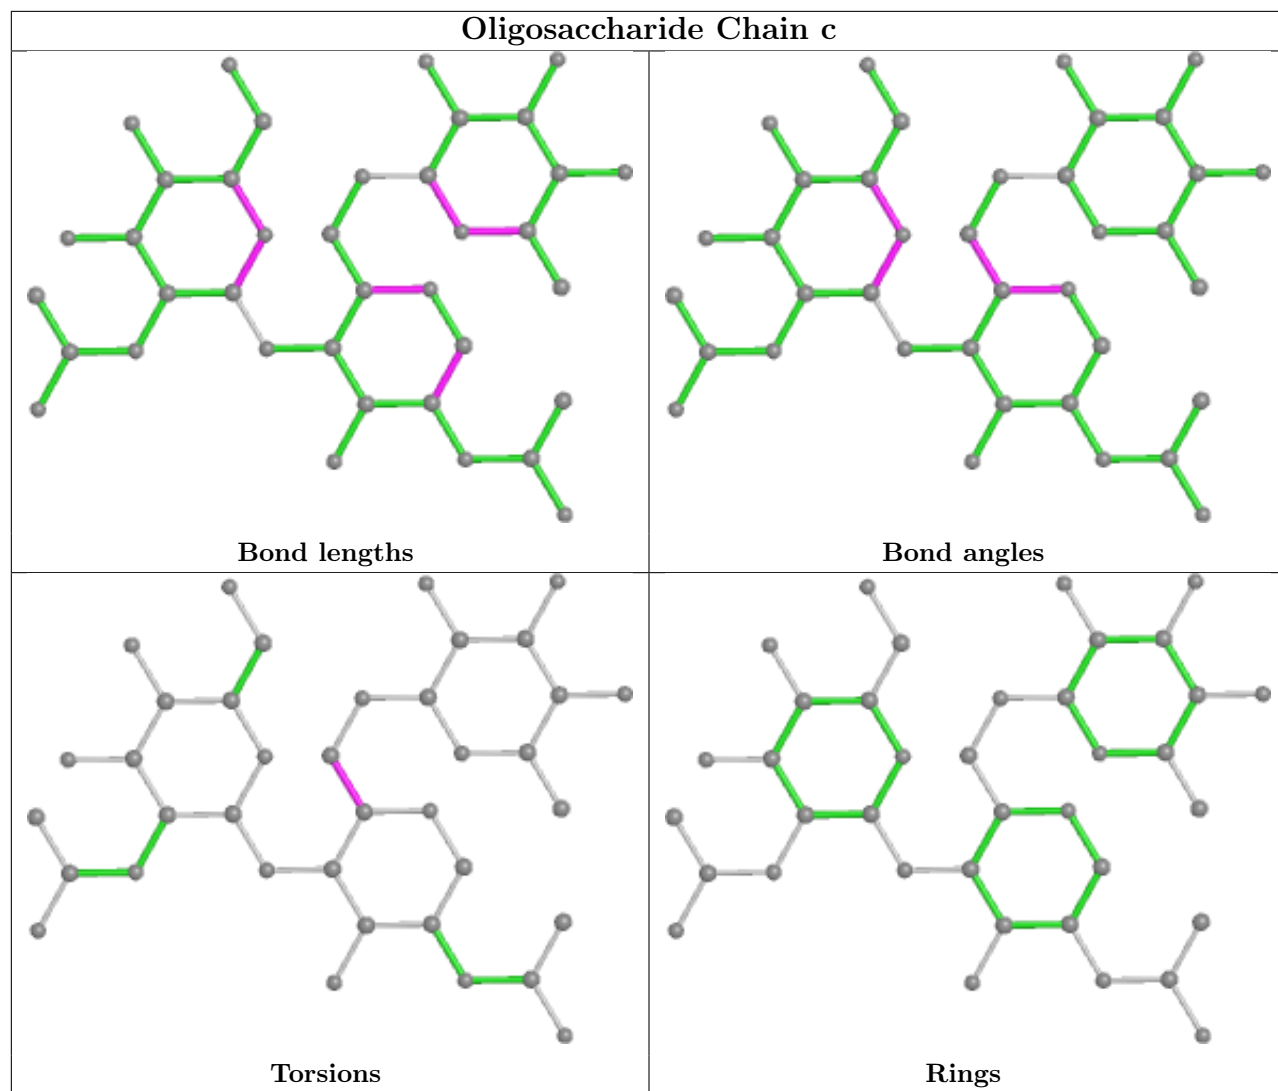 Oligosaccharide Chain c
Bond lengths
Bond angles
Torsions
Rings